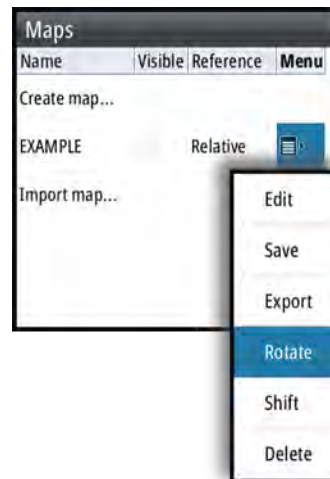 Maps
Name Visible Reference Menu
Create map...
EXAMPLE Relative
Import map...
Edit
Save
Export
Rotate
Shift
Delete